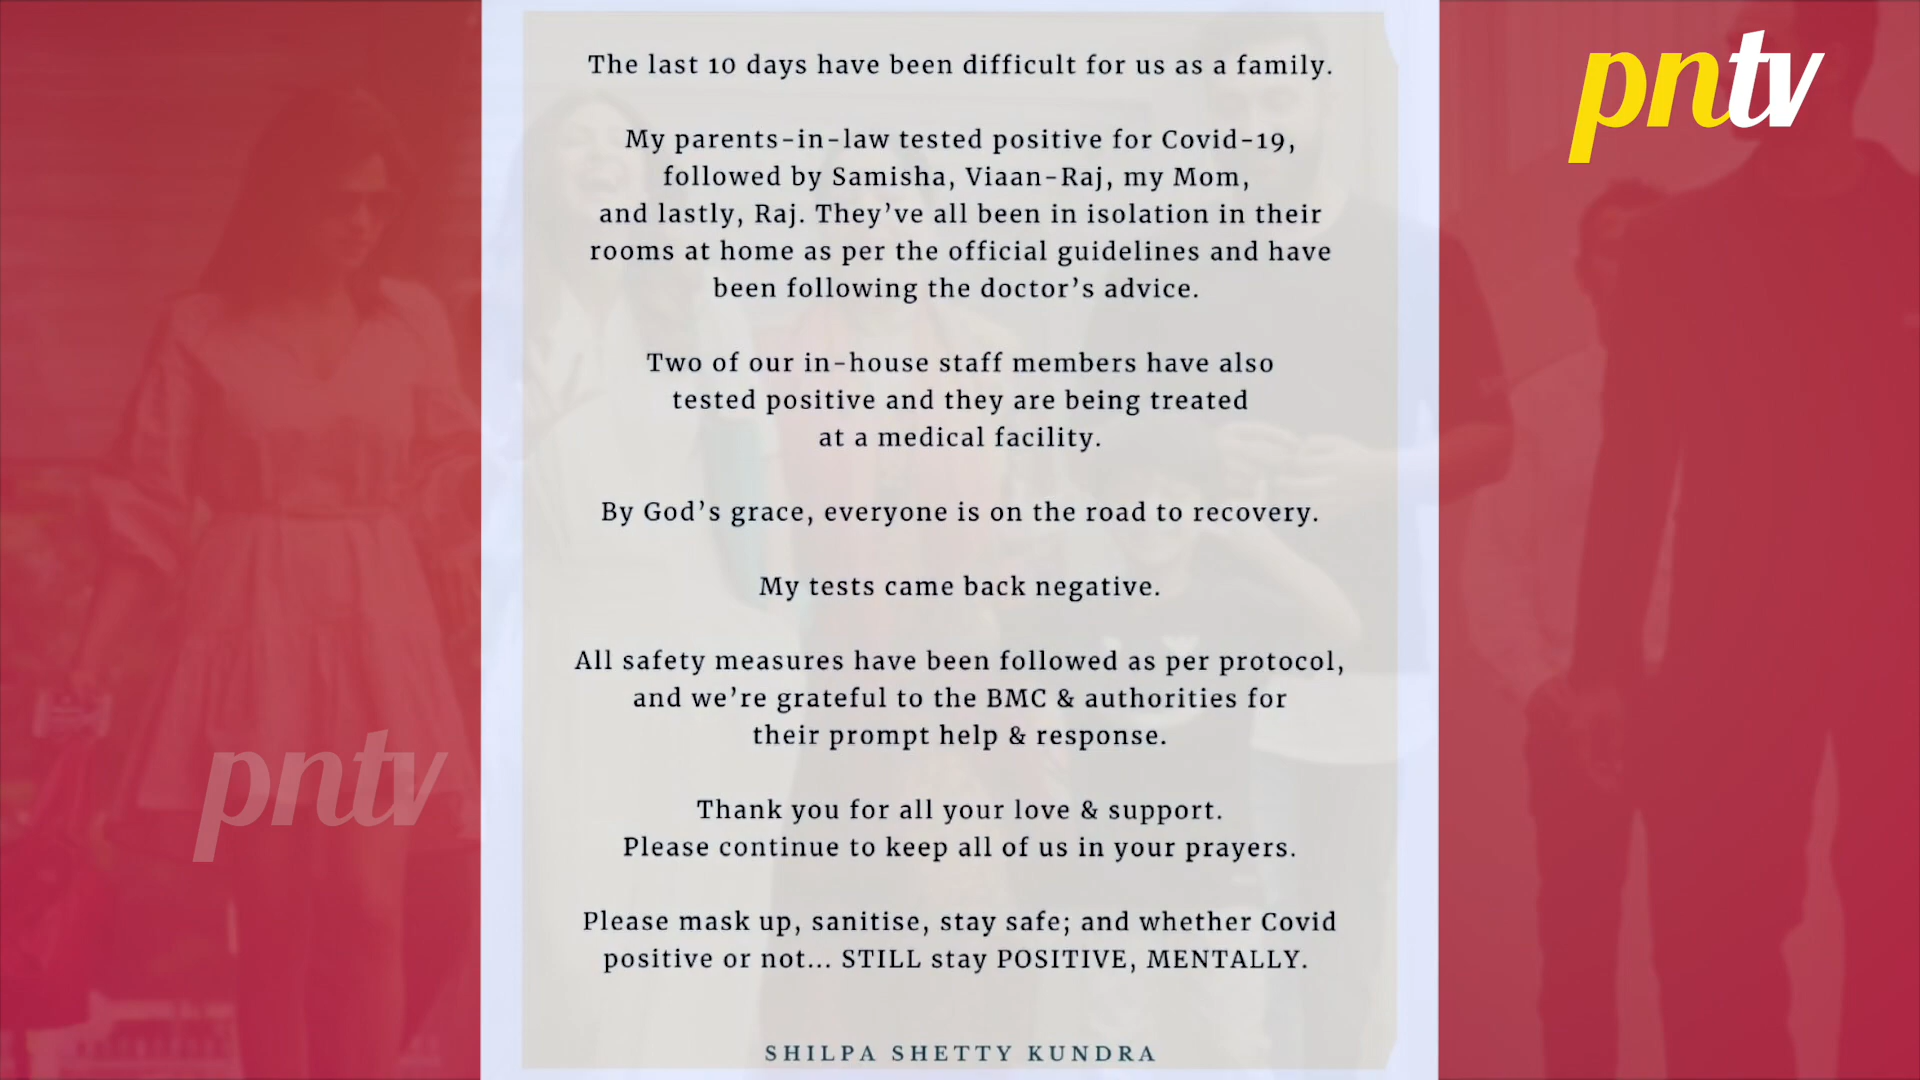 The last 10 days have been difficult for us as a family.
My parents-in-law tested positive for Covid-19,
followed by Samisha, Viaan-Raj, my Mom,
and lastly, Raj. They’ve all been in isolation in their
rooms at home as per the official guidelines and have
been following the doctor’s advice.
Two of our in-house staff members have also
tested positive and they are being treated
at a medical facility.
By God’s grace, everyone is on the road to recovery.
My tests came back negative.
All safety measures have been followed as per protocol,
and we’re grateful to the BMC & authorities for
their prompt help & response.
Thank you for all your love & support.
Please continue to keep all of us in your prayers.
Please mask up, sanitise, stay safe; and whether Covid
positive or not... STILL stay POSITIVE, MENTALLY.
SHILPA SHETTY KUNDRA
pntv
pntv